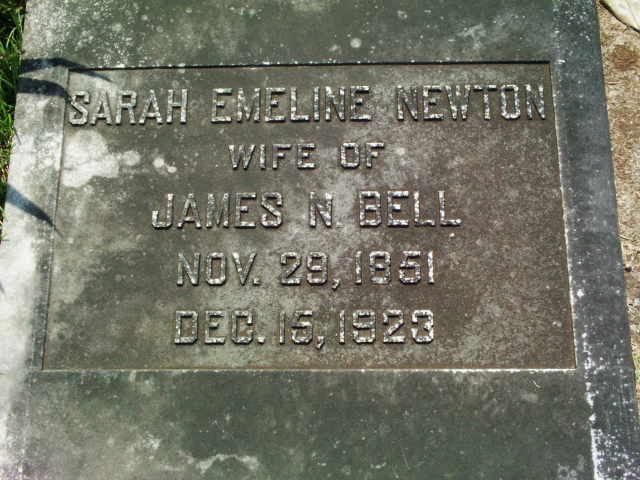 SARAH EMELINE NEWTON
WIFE OF
JAMES N. BELL
NOV. 29, 1851
DEC. 15, 1923